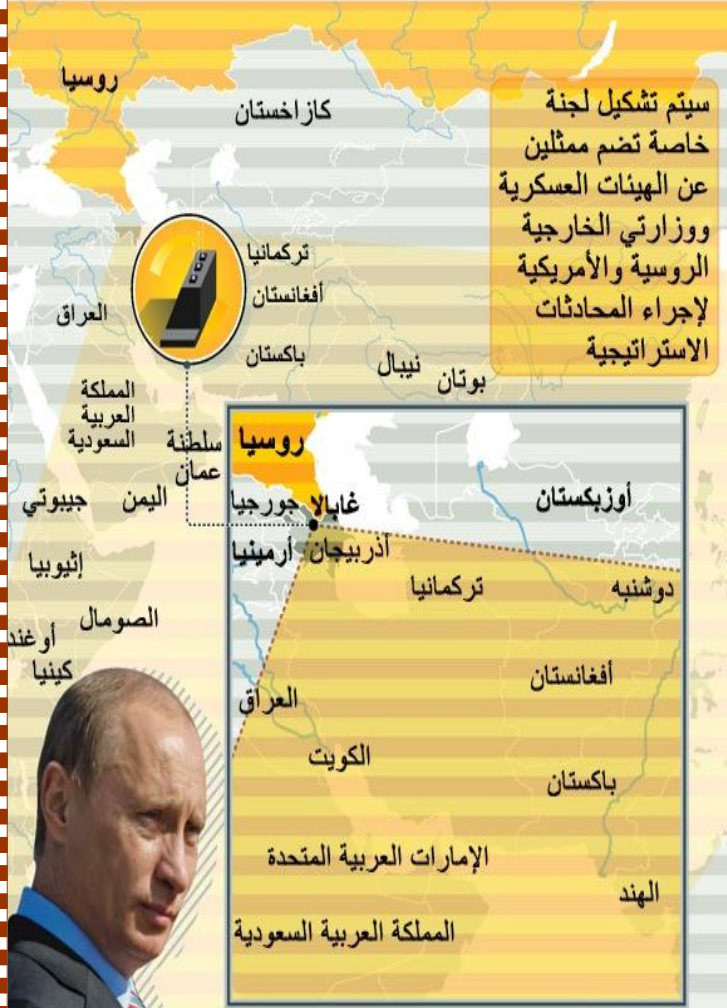 روسيا
كازاخستان
سيتم تشكيل لجنة
خاصة تضم ممثلين
عن الهيئات العسكرية
ووزارتي الخارجية
الروسية والأمريكية
لإجراء المحادثات
الاستراتيجية
تركمانيا
أفغانستان
باكستان
العراق
نيبال
بوتان
المملكة
العربية
السعودية
سلطنة
عمان
اليمن
جيبوتي
إثيوبيا
الصومال
أوغند
كينيا
روسيا
أوزبكستان
غابالا
جورجيا
أذربيجان
أرمينيا
تركمانيا
دوشنبه
أفغانستان
العراق
الكويت
باكستان
الإمارات العربية المتحدة
الهند
المملكة العربية السعودية